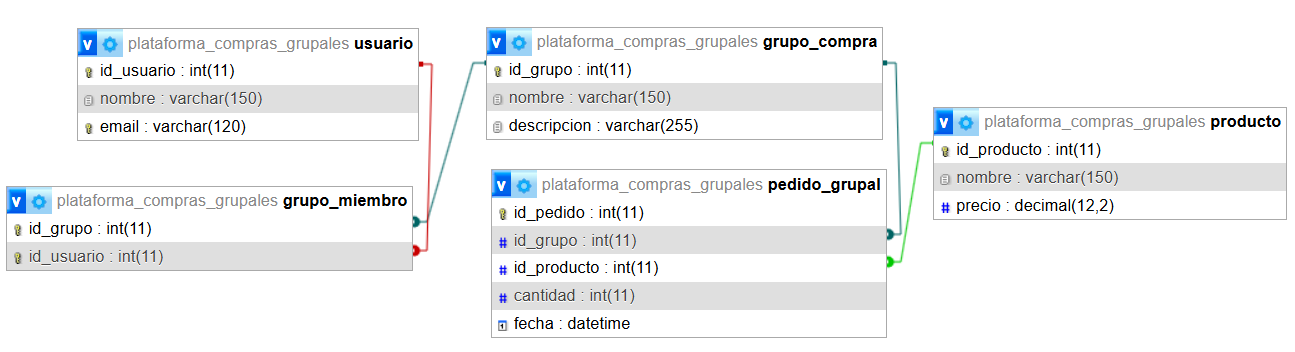 plataforma_compras_grupales usuario
id_usuario : int(11)
nombre : varchar(150)
email : varchar(120)
plataforma_compras_grupales grupo_compra
id_grupo : int(11)
nombre : varchar(150)
descripcion : varchar(255)
plataforma_compras_grupales producto
id_producto : int(11)
nombre : varchar(150)
# precio : decimal(12,2)
plataforma_compras_grupales grupo_miembro
id_grupo : int(11)
id_usuario : int(11)
plataforma_compras_grupales pedido_grupal
id_pedido : int(11)
# id_grupo : int(11)
# id_producto : int(11)
# cantidad : int(11)
fecha : datetime